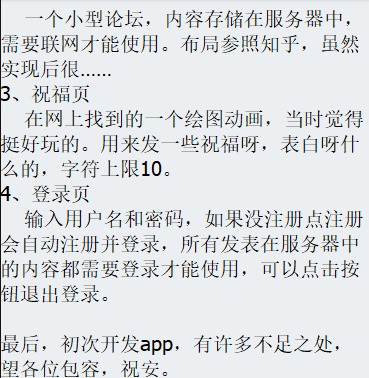 一个小型论坛，内容存储在服务器中，
需要联网才能使用。布局参照知乎，虽然
实现后很......
3、祝福页
在网上找到的一个绘图动画，当时觉得
挺好玩的。用来发一些祝福呀，表白呀什
么的，字符上限10。
4、登录页
输入用户名和密码，如果没注册点注册
会自动注册并登录，所有发表在服务器中
的内容都需要登录才能使用，可以点击按
钮退出登录。
最后，初次开发app，有许多不足之处，
望各位包容，祝安。